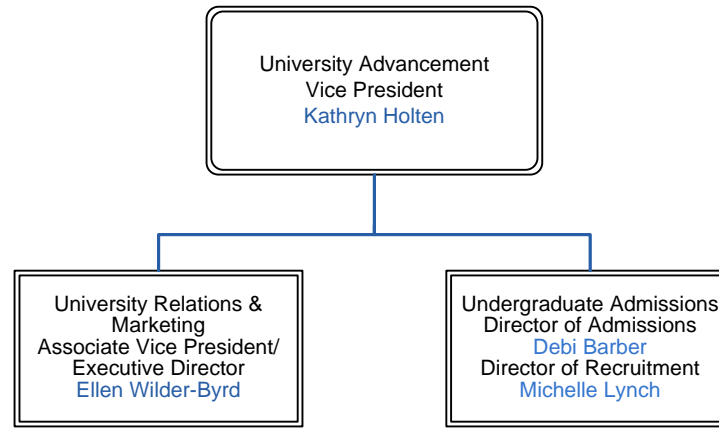 University Advancement
Vice President
Kathryn Holten
University Relations &
Marketing
Associate Vice President/
Executive Director
Ellen Wilder-Byrd
Undergraduate Admissions
Director of Admissions
Debi Barber
Director of Recruitment
Michelle Lynch